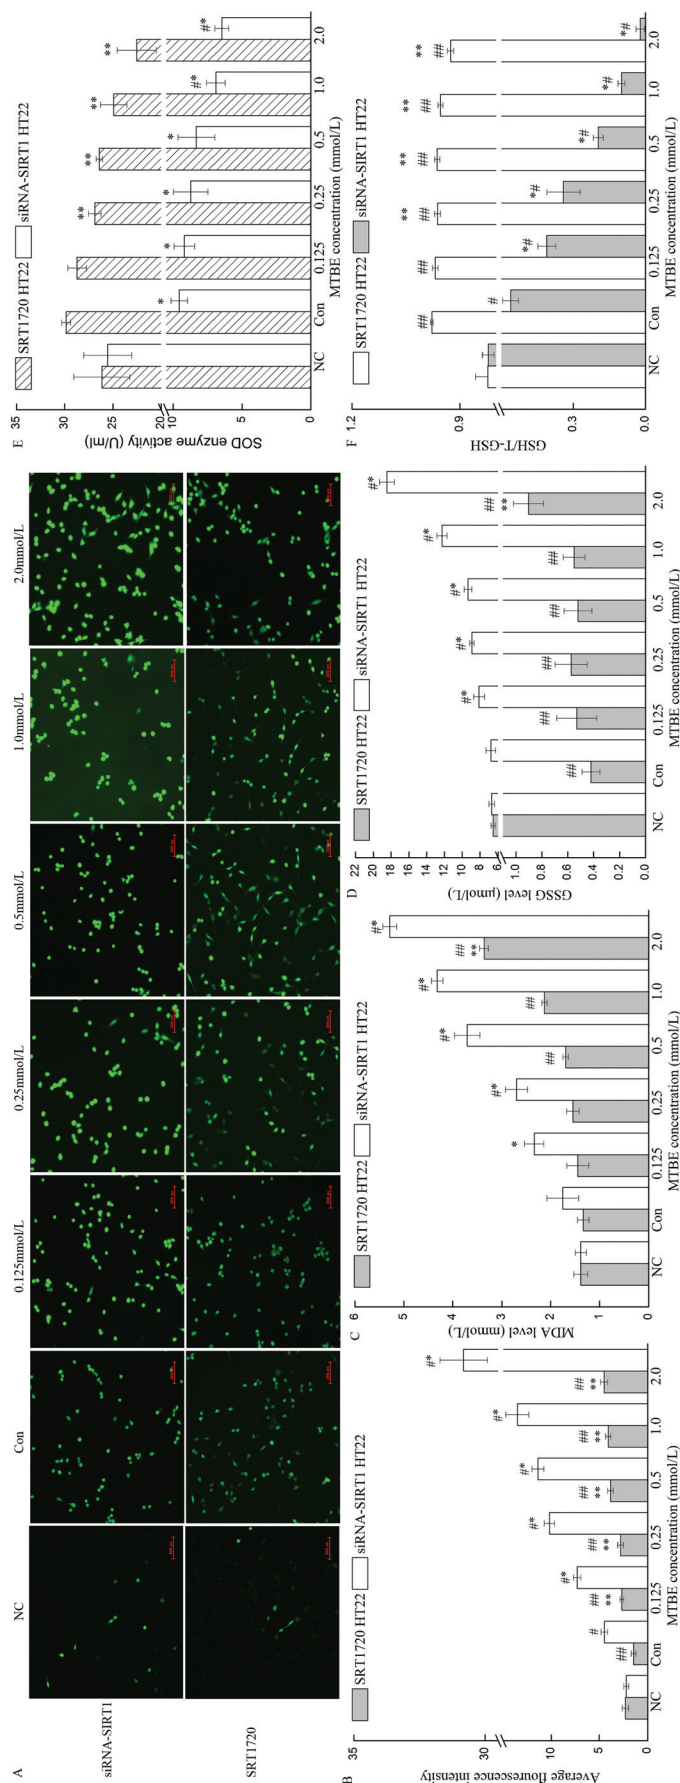 A
NC
Con
0.125mmol/L
0.25mmol/L
0.5mmol/L
1.0mmol/L
2.0mmol/L
siRNA-SIRT1
SRT1720
B
SRT1720 HT22
siRNA-SIRT1 HT22
Average flourescence intensity
35
30
10
5
0
#*
#*
#*
#*
#*
#
##
##
##
##
##
##
**
**
**
**
**
NC
Con
0.125
0.25
0.5
1.0
2.0
MTBE concentration (mmol/L)
C
SRT1720 HT22
siRNA-SIRT1 HT22
MDA level (mmol/L)
6
5
4
3
2
1
0
*
#*
#*
#*
#*
##
##
##
**
NC
Con
0.125
0.25
0.5
1.0
2.0
MTBE concentration (mmol/L)
D
SRT1720 HT22
siRNA-SIRT1 HT22
GSSG level (μmol/L)
22
20
18
16
14
12
10
8
6
1.0
0.8
0.6
0.4
0.2
0.0
#*
#*
#*
#*
#*
##
##
##
##
##
##
**
NC
Con
0.125
0.25
0.5
1.0
2.0
MTBE concentration (mmol/L)
E
SRT1720 HT22
siRNA-SIRT1 HT22
SOD enzyme activity (U/ml)
35
30
25
20
10
5
0
**
**
**
**
*
*
*
*
#*
#*
NC
Con
0.125
0.25
0.5
1.0
2.0
MTBE concentration (mmol/L)
F
SRT1720 HT22
siRNA-SIRT1 HT22
GSH/T-GSH
1.2
0.9
0.3
0.0
**
**
**
**
##
##
##
##
##
##
#
#*
#*
#*
#*
#*
NC
Con
0.125
0.25
0.5
1.0
2.0
MTBE concentration (mmol/L)